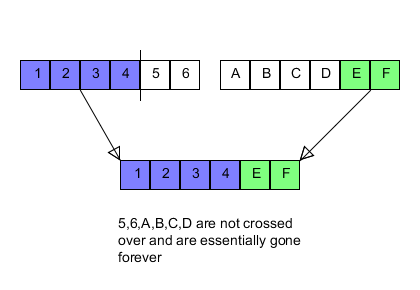 1 2 3 4 5 6 A B C D E F
1 2 3 4 E F
5,6,A,B,C,D are not crossed
over and are essentially gone
forever